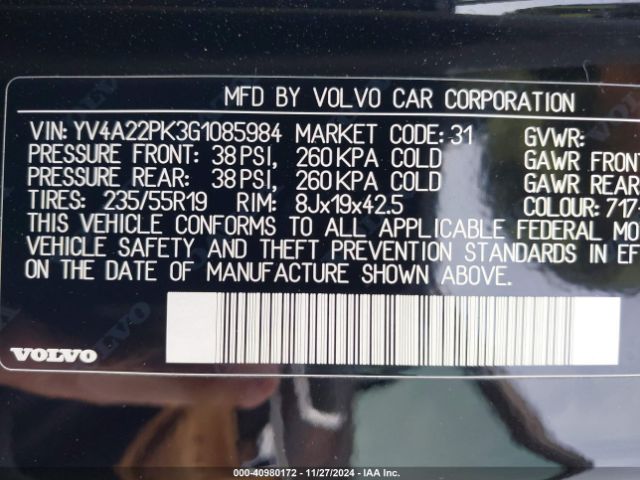 MFD BY VOLVO CAR CORPORATION
VIN: YV4A22PK3G1085984 MARKET CODE: 31 GVWR:
PRESSURE FRONT: 38 PSI, 260 KPA COLD GAWR FRONT
PRESSURE REAR: 38 PSI, 260 KPA COLD GAWR REAR
TIRES: 235/55R19 RIM: 8Jx19x42.5 COLOUR: 717-
THIS VEHICLE CONFORMS TO ALL APPLICABLE FEDERAL MO
VEHICLE SAFETY AND THEFT PREVENTION STANDARDS IN EF
ON THE DATE OF MANUFACTURE SHOWN ABOVE.
VOLVO
000-40980172 - 11/27/2024 - IAA Inc.